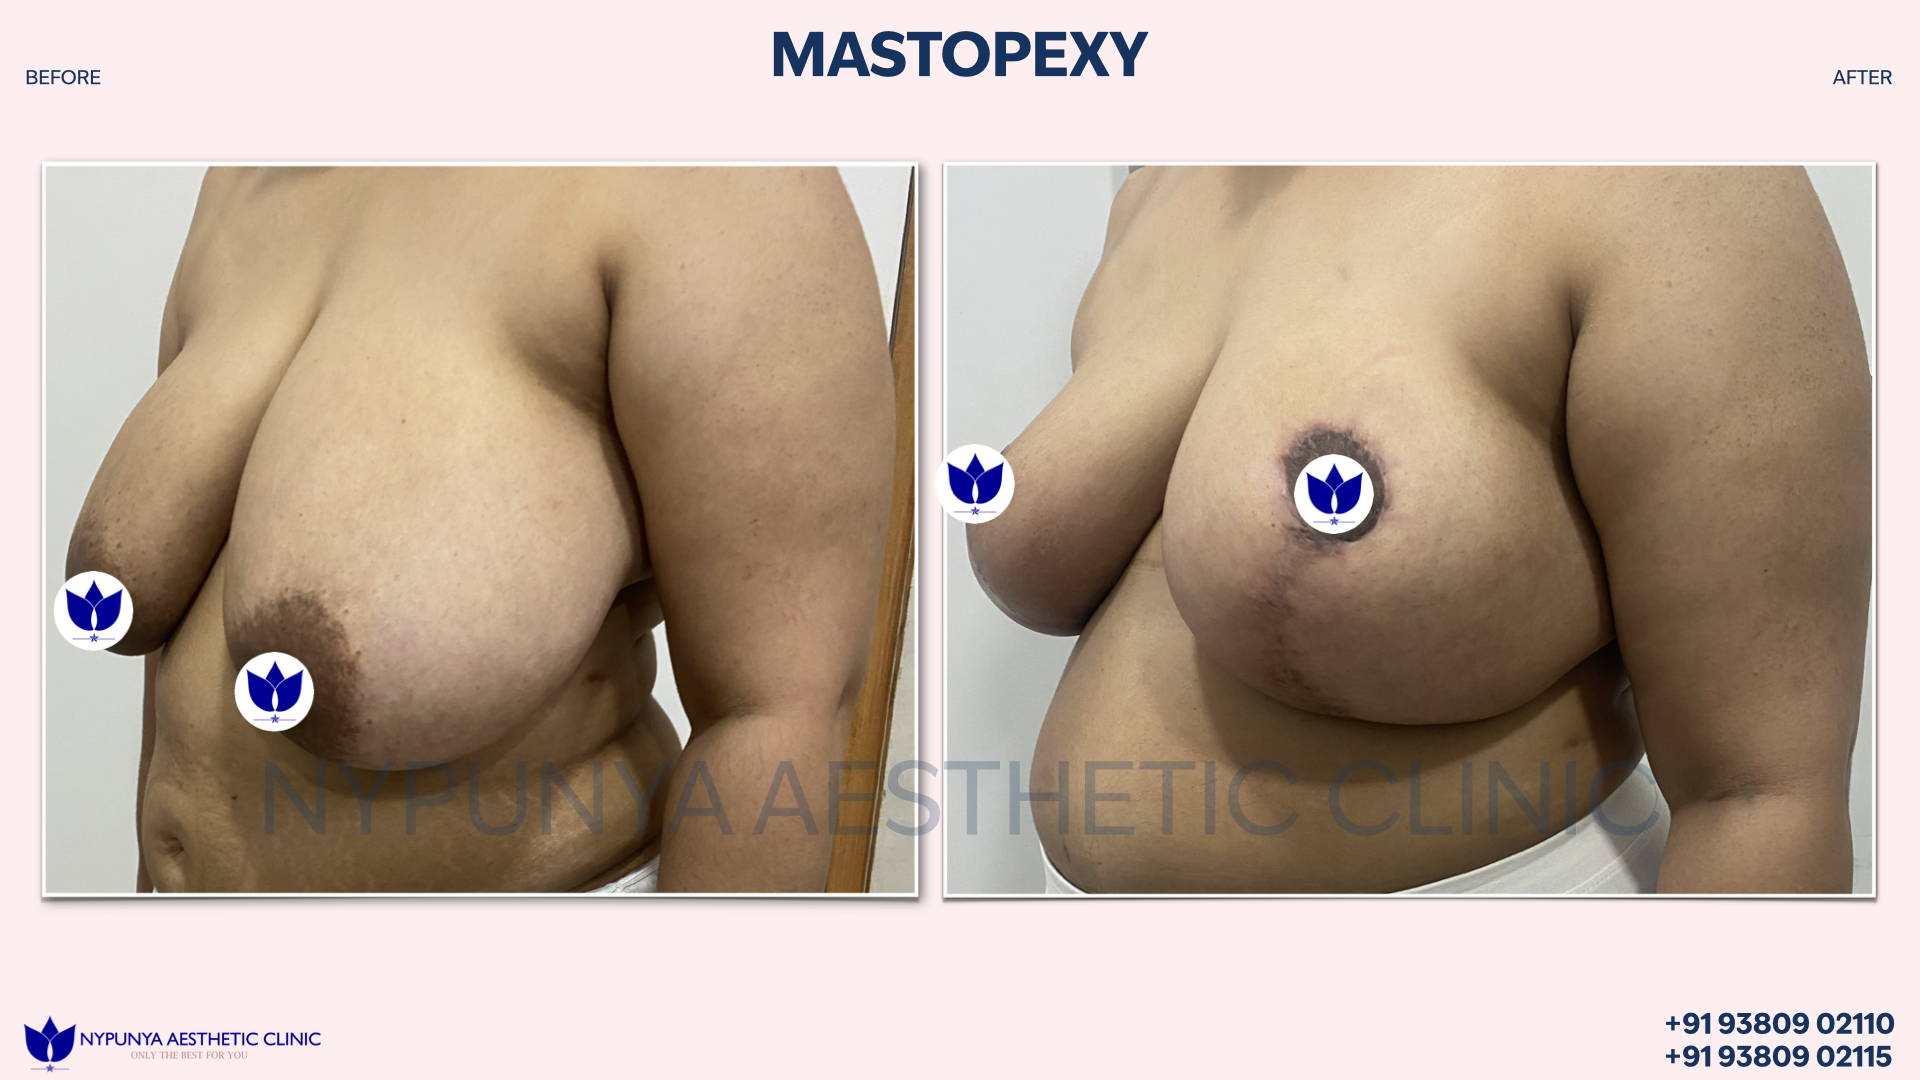 MASTOPEXY
BEFORE
AFTER
NYPUNYA AESTHETIC CLINIC
NYPUNYA AESTHETIC CLINIC
ONLY THE BEST FOR YOU
+91 93809 02110
+91 93809 02115